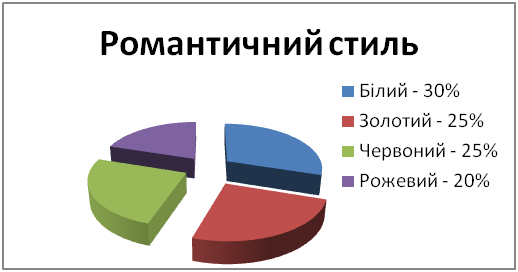 Романтичний стиль
Білий - 30%
Золотий - 25%
Червоний - 25%
Рожевий - 20%